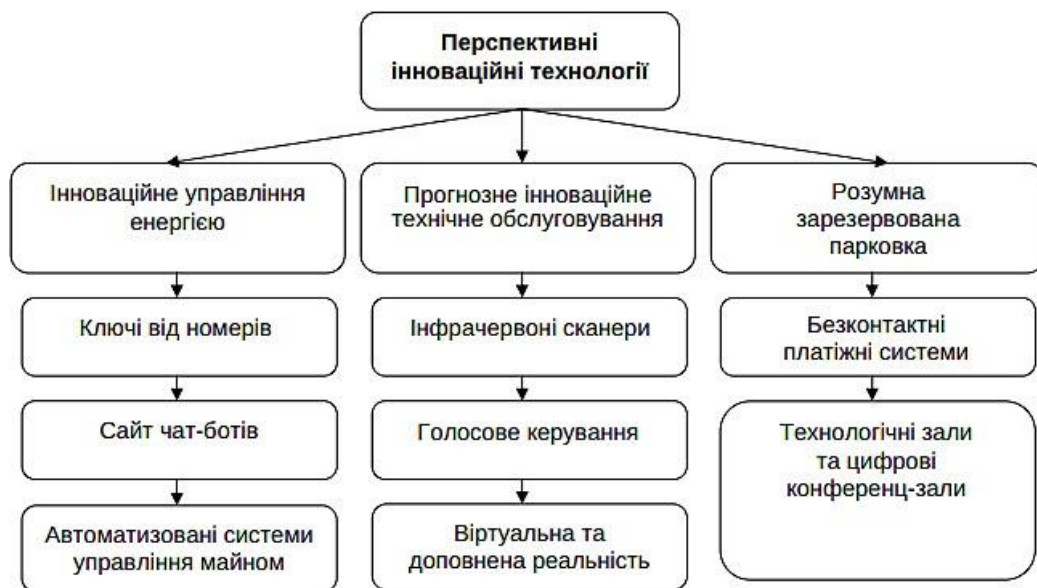 Перспективні
інноваційні технології
Інноваційне управління
енергією
Прогнозне інноваційне
технічне обслуговування
Розумна
зарезервована
парковка
Ключі від номерів
Інфрачервоні сканери
Безконтактні
платіжні системи
Сайт чат-ботів
Голосове керування
Технологічні зали
та цифрові
конференц-зали
Автоматизовані системи
управління майном
Віртуальна та
доповнена реальність